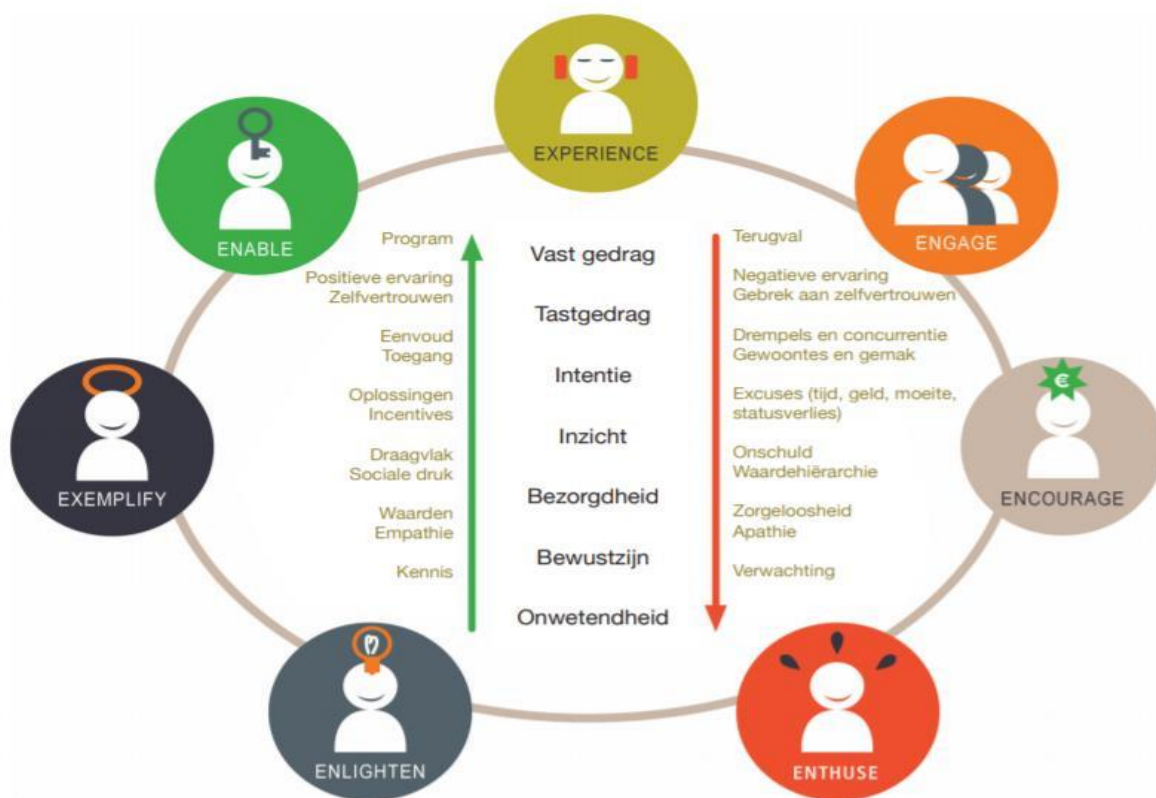 EXPERIENCE
ENABLE
ENGAGE
Program
Vast gedrag
Terugval
Positieve ervaring
Zelfvertrouwen
Tastgedrag
Negatieve ervaring
Gebrek aan zelfvertrouwen
Eenvoud
Toegang
Intentie
Drempels en concurrentie
Gewoontes en gemak
€
Oplossingen
Incentives
Inzicht
Excuses (tijd, geld, moeite,
statusverlies)
EXEMPLIFY
ENCOURAGE
Draagvlak
Sociale druk
Bezorgdheid
Onschuld
Waardehiërarchie
Waarden
Empathie
Bewustzijn
Zorgeloosheid
Apathie
Kennis
Onwetendheid
Verwachting
ENLIGHTEN
ENTHUSE